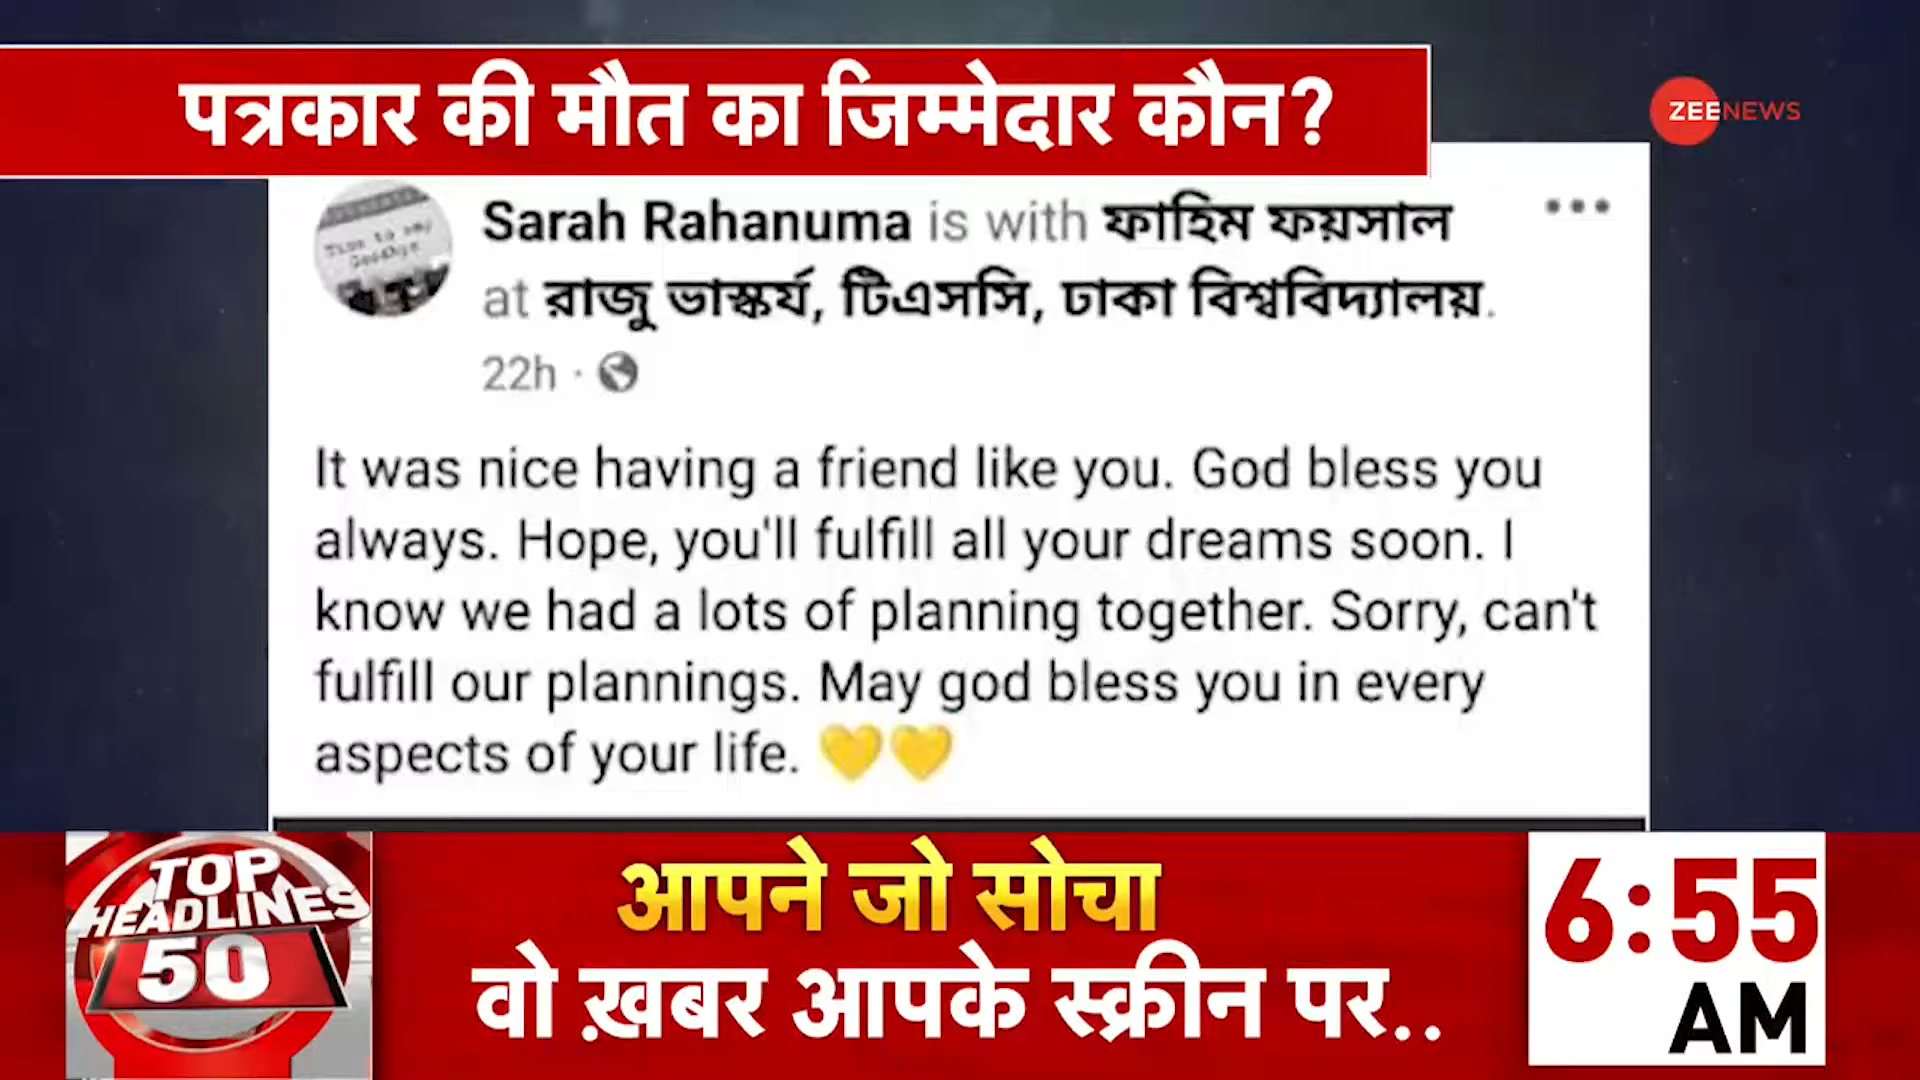 पत्रकार की मौत का जिम्मेदार कौन?
ZEENEWS
Sarah Rahanuma is with ফাহিম ফয়সাল
at রাজু ভাস্কর্য, টিএসসি, ঢাকা বিশ্ববিদ্যালয়.
22h ·
It was nice having a friend like you. God bless you
always. Hope, you'll fulfill all your dreams soon. I
know we had a lots of planning together. Sorry, can't
fulfill our plannings. May god bless you in every
aspects of your life. 💛💛
TOP
HEADLINES
50
आपने जो सोचा
वो ख़बर आपके स्क्रीन पर..
6:55
AM